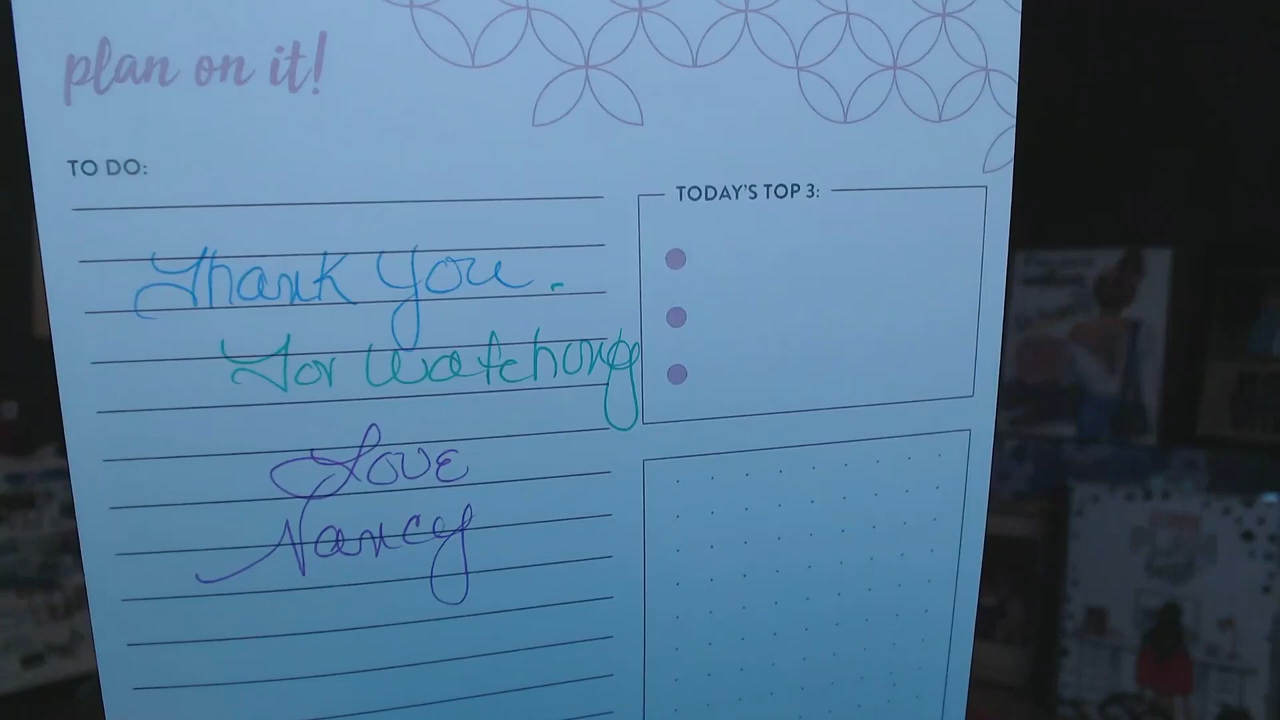 plan on it!
TO DO:
TODAY'S TOP 3:
Thank You.
For Watching
Love
Nancy